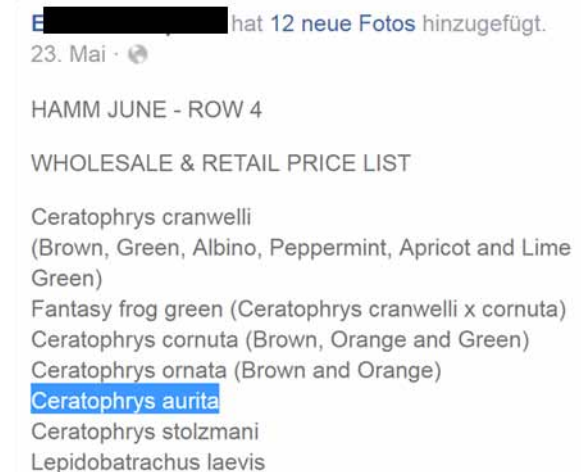 E hat 12 neue Fotos hinzugefügt.
23. Mai ·
HAMM JUNE - ROW 4
WHOLESALE & RETAIL PRICE LIST
Ceratophrys cranwelli
(Brown, Green, Albino, Peppermint, Apricot and Lime
Green)
Fantasy frog green (Ceratophrys cranwelli x cornuta)
Ceratophrys cornuta (Brown, Orange and Green)
Ceratophrys ornata (Brown and Orange)
Ceratophrys aurita
Ceratophrys stolzmani
Lepidobatrachus laevis